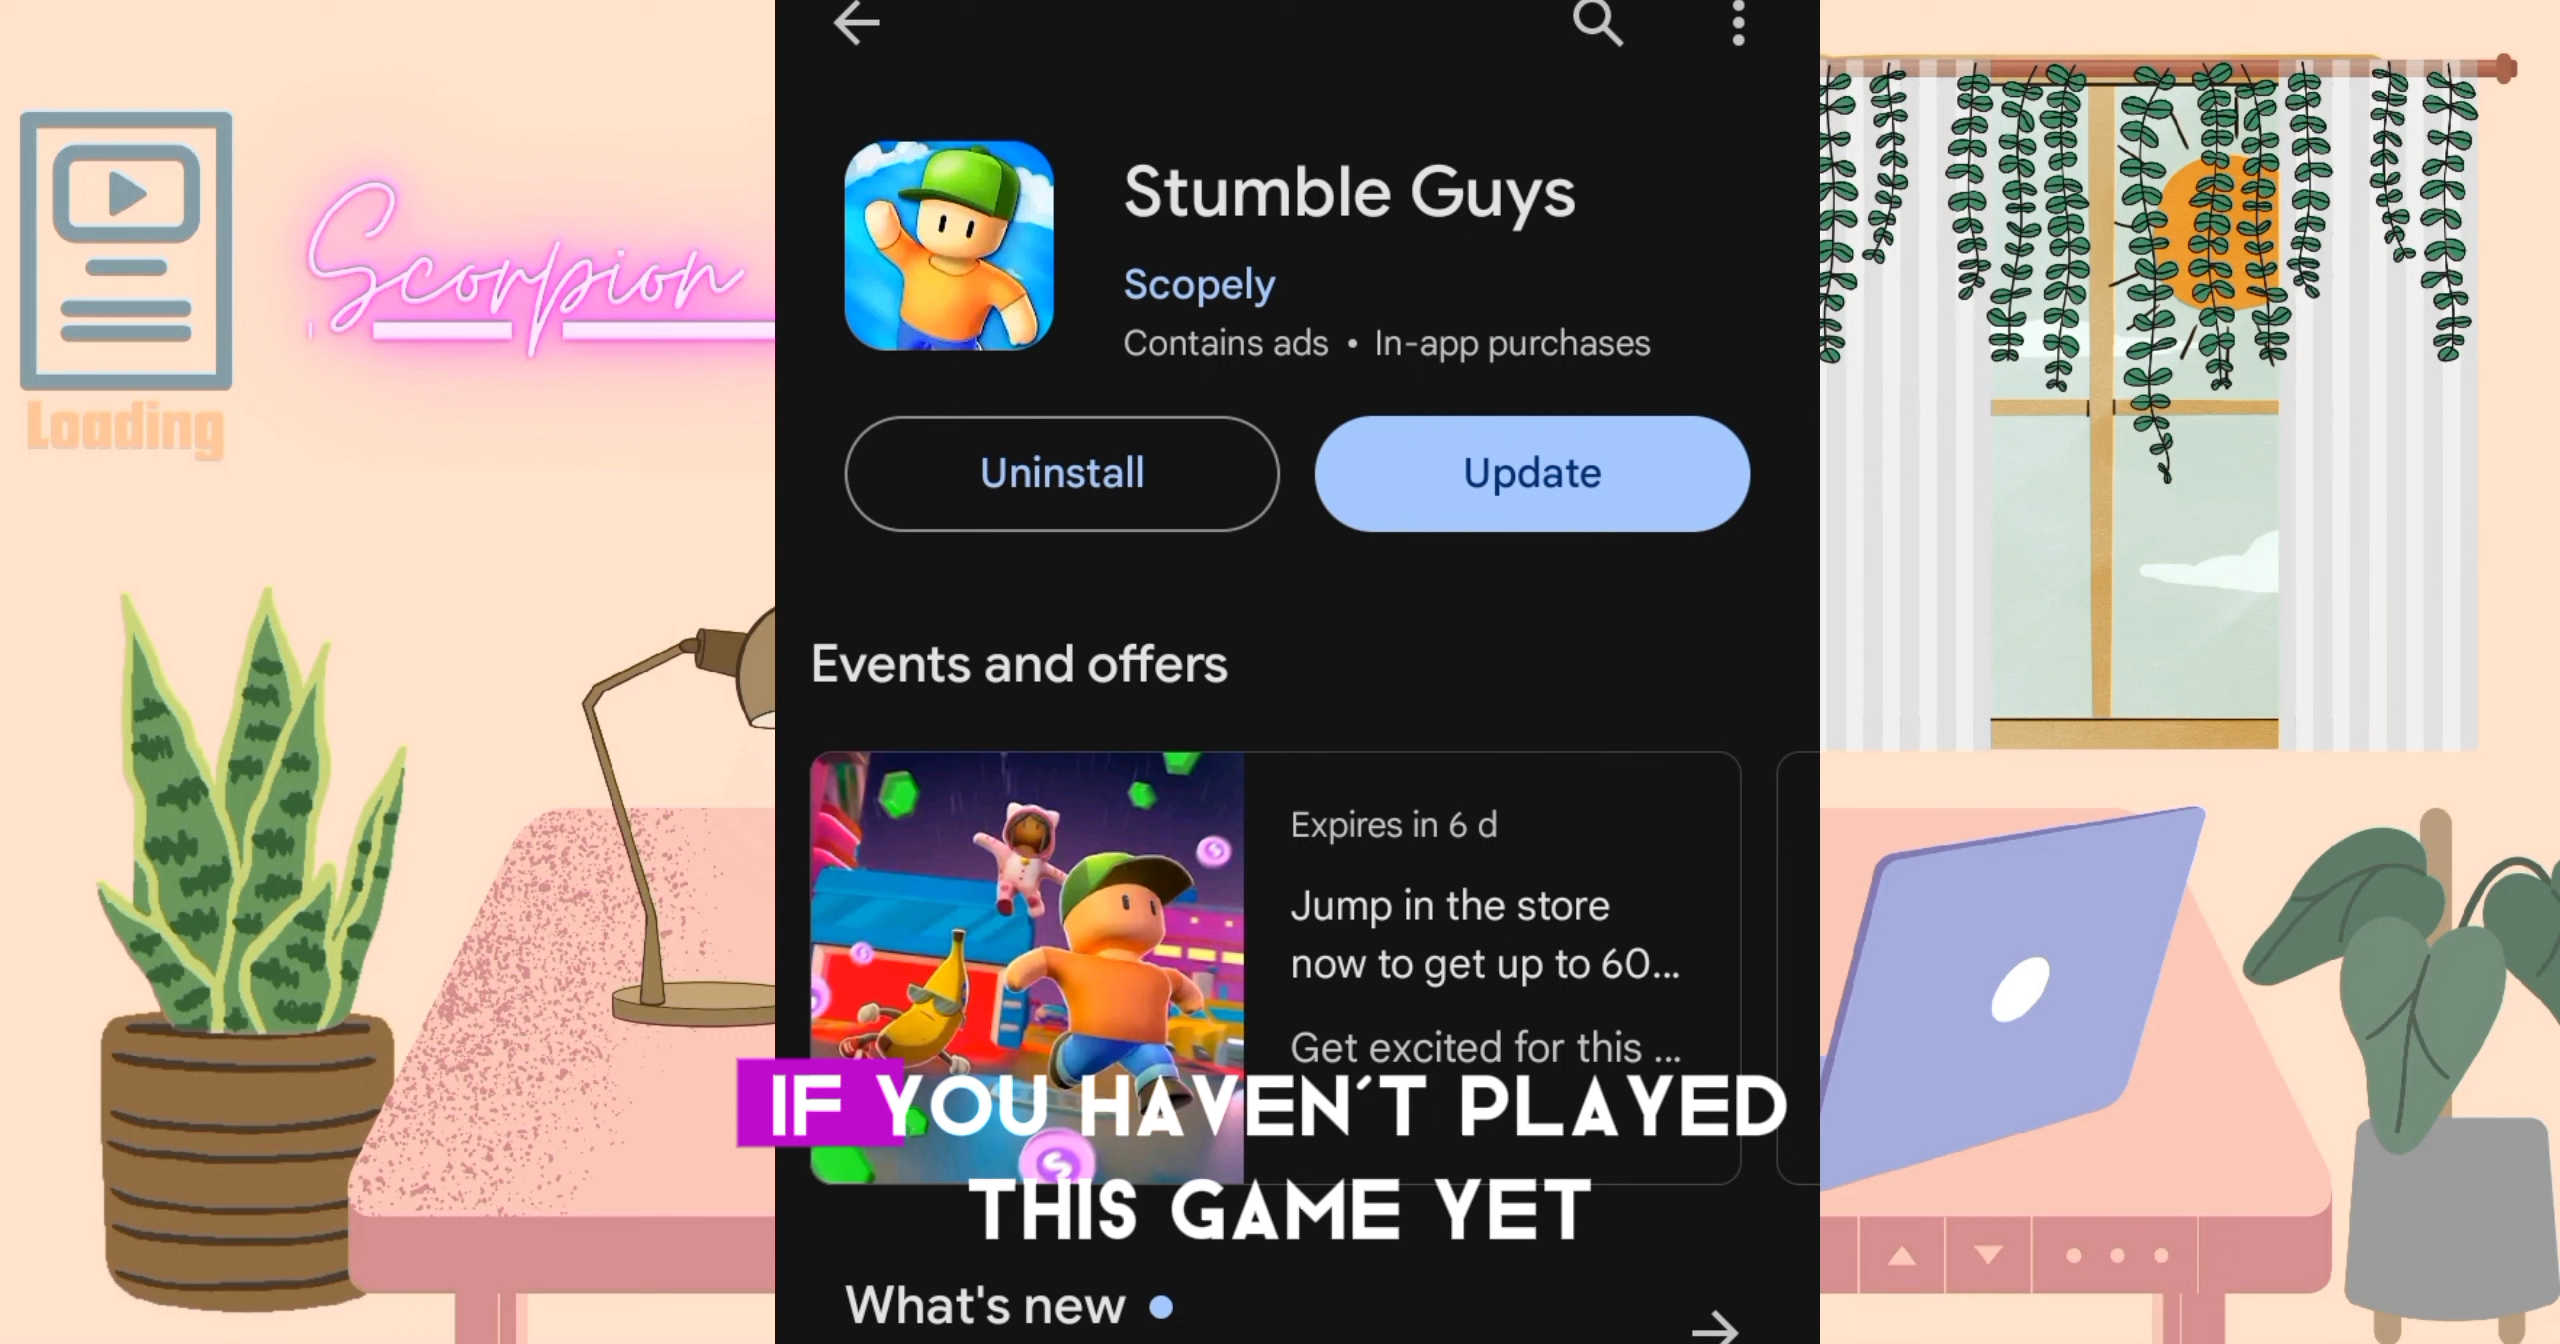 Loading
Scorpion
Stumble Guys
Scopely
Contains ads • In-app purchases
Uninstall
Update
Events and offers
Expires in 6 d
Jump in the store
now to get up to 60...
Get excited for this ...
IF YOU HAVEN'T PLAYED
THIS GAME YET
What's new